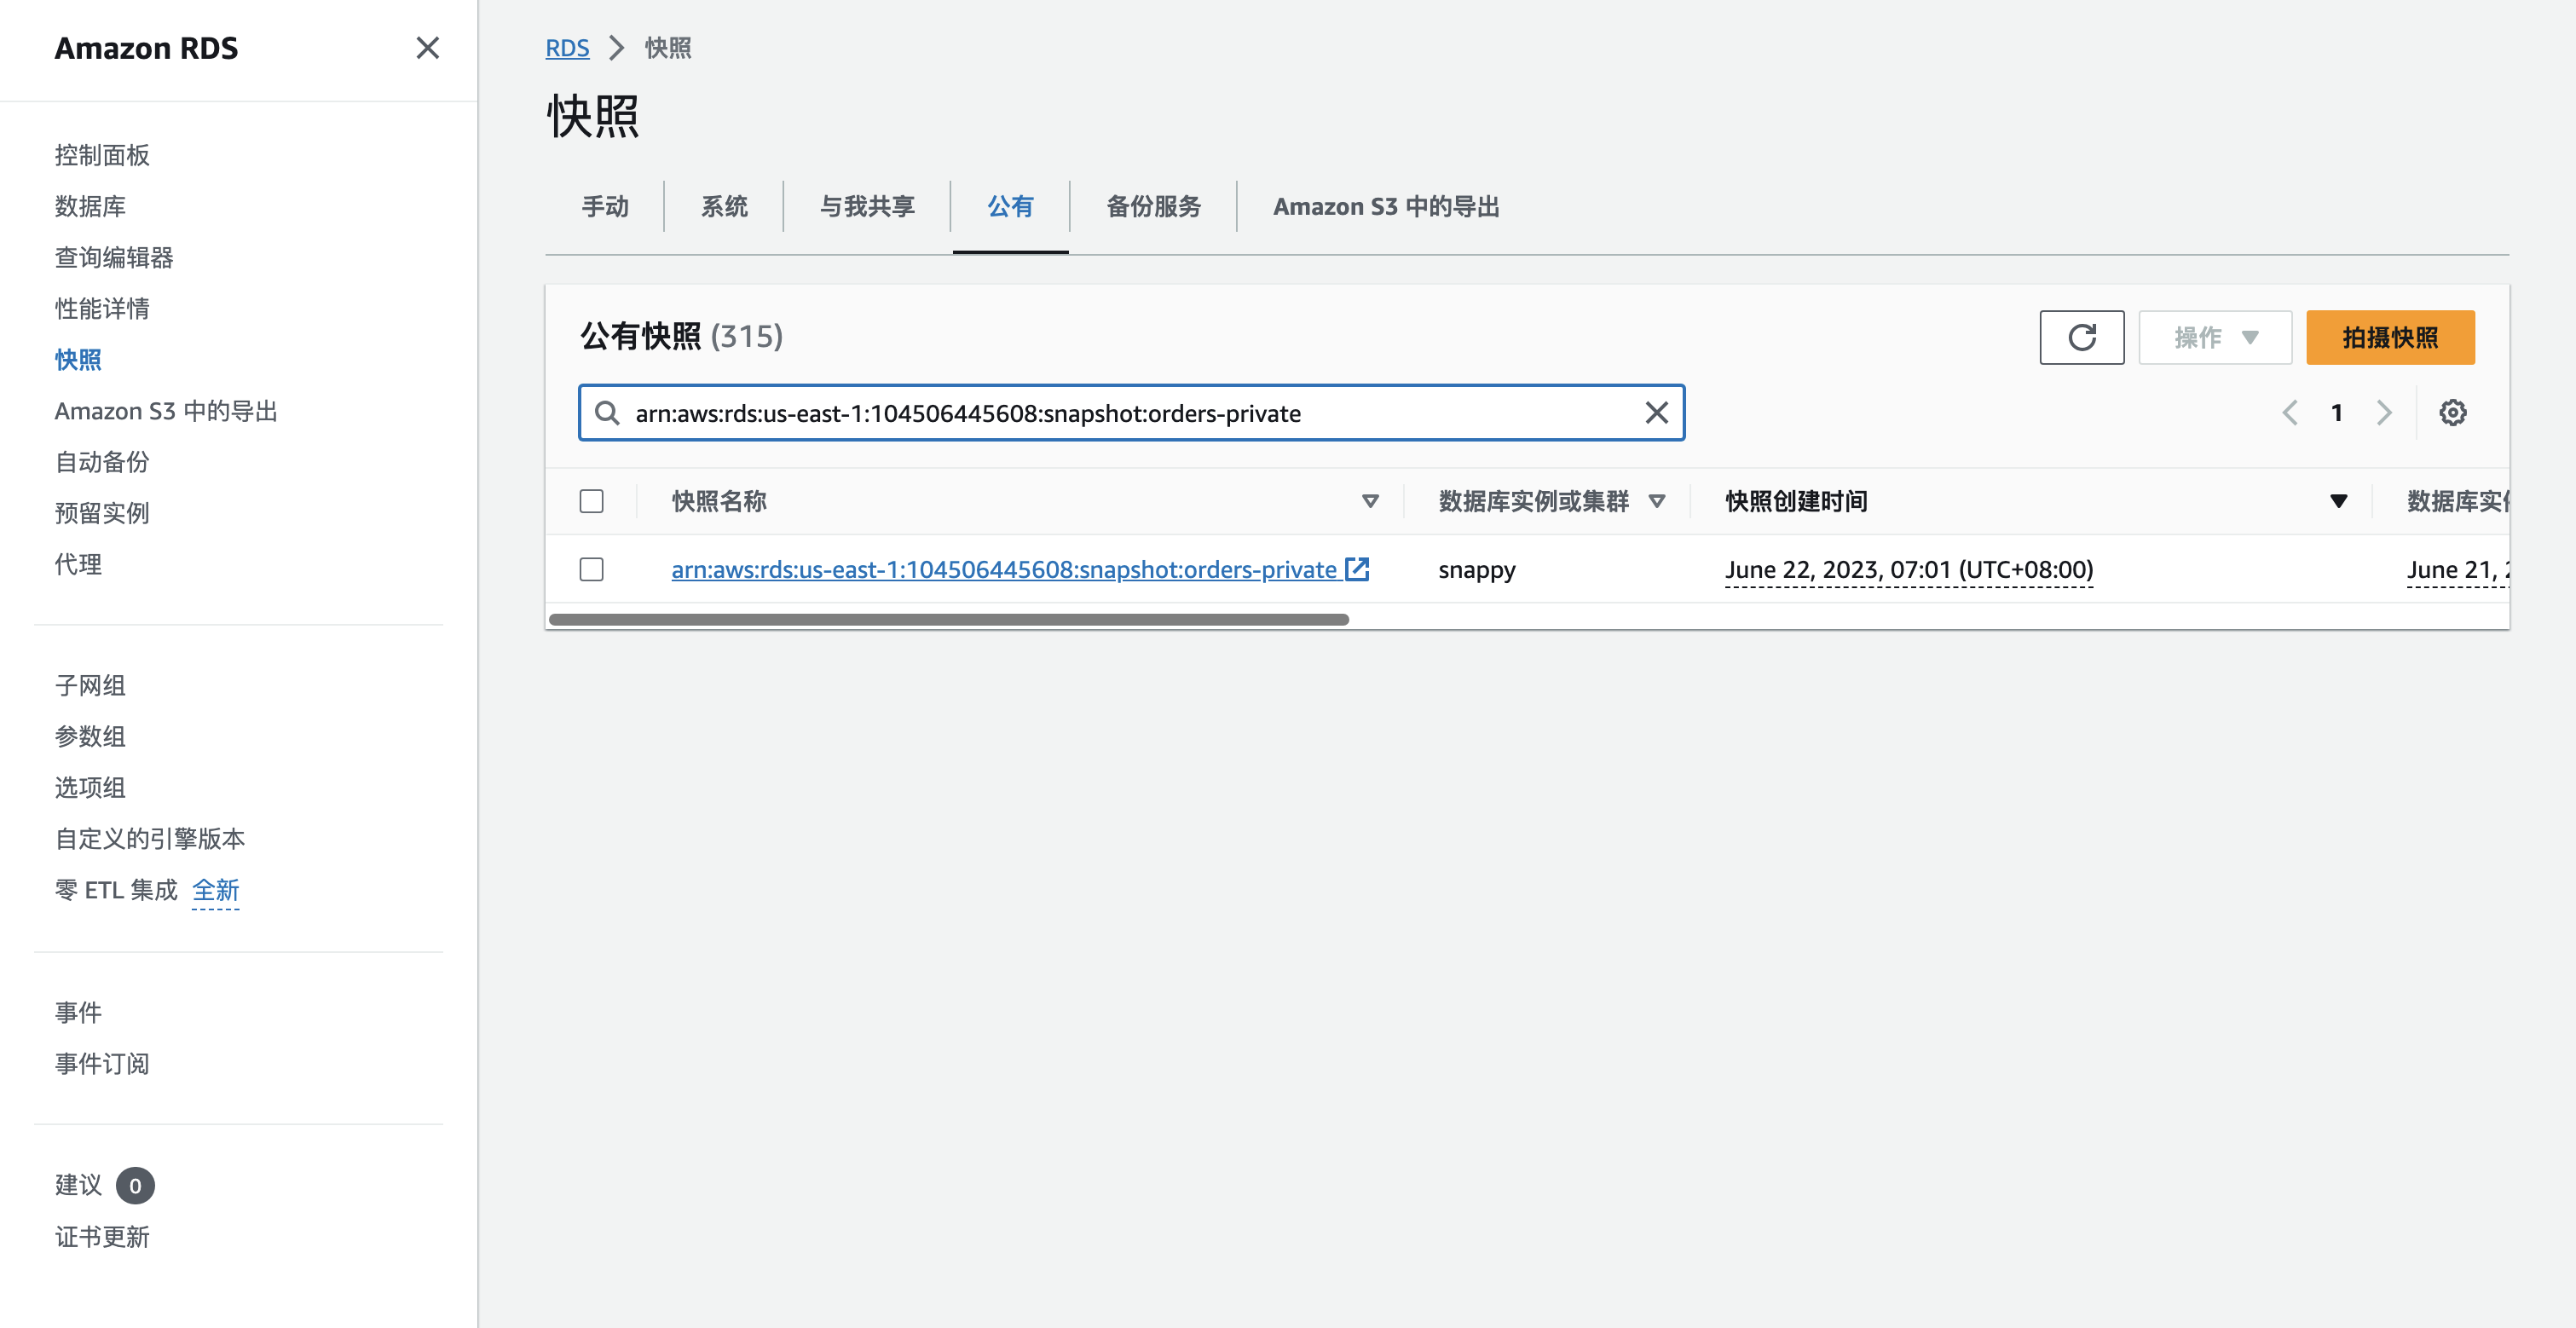 Amazon RDS
控制面板
数据库
查询编辑器
性能详情
快照
Amazon S3 中的导出
自动备份
预留实例
代理
子网组
参数组
选项组
自定义的引擎版本
零 ETL 集成 全新
事件
事件订阅
建议 0
证书更新
RDS 快照
快照
手动 系统 与我共享 公有 备份服务 Amazon S3 中的导出
公有快照 (315) 操作 拍摄快照
arn:aws:rds:us-east-1:104506445608:snapshot:orders-private 1
快照名称 数据库实例或集群 快照创建时间 数据库实
arn:aws:rds:us-east-1:104506445608:snapshot:orders-private snappy June 22, 2023, 07:01 (UTC+08:00) June 21,